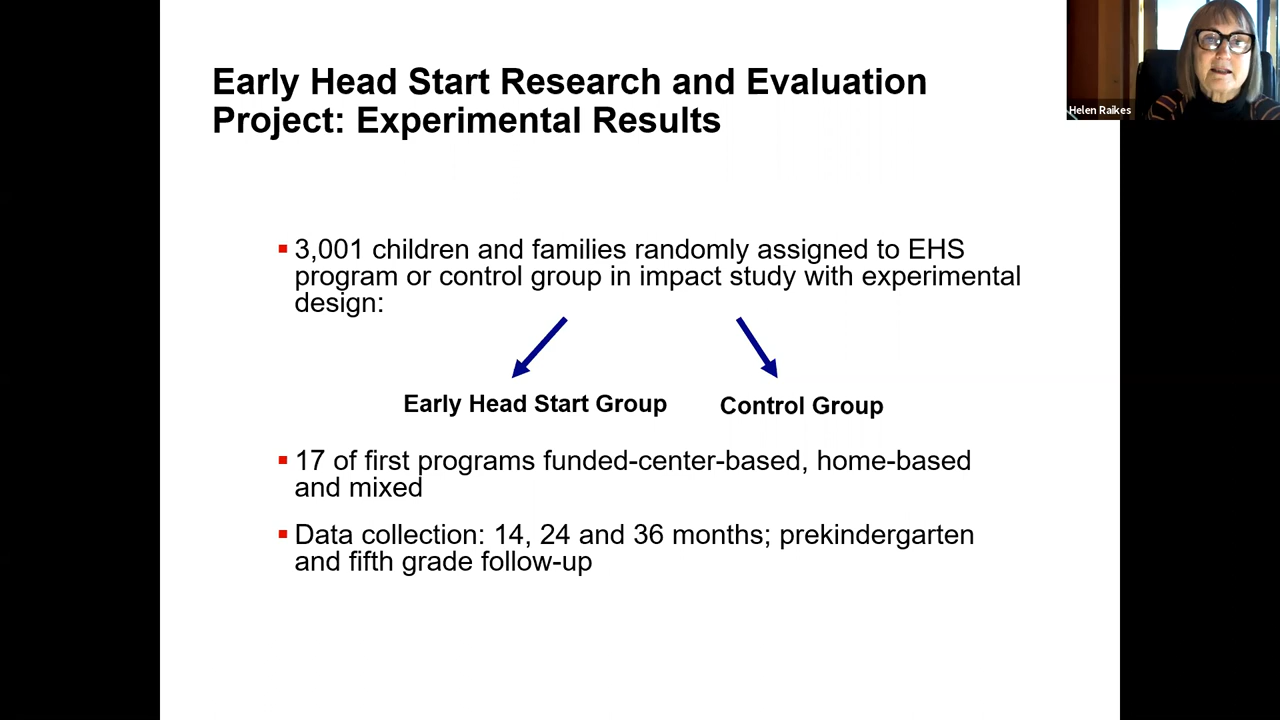 Early Head Start Research and Evaluation
Project: Experimental Results
Helen Raikes
3,001 children and families randomly assigned to EHS
program or control group in impact study with experimental
design:
Early Head Start Group
Control Group
17 of first programs funded-center-based, home-based
and mixed
Data collection: 14, 24 and 36 months; prekindergarten
and fifth grade follow-up